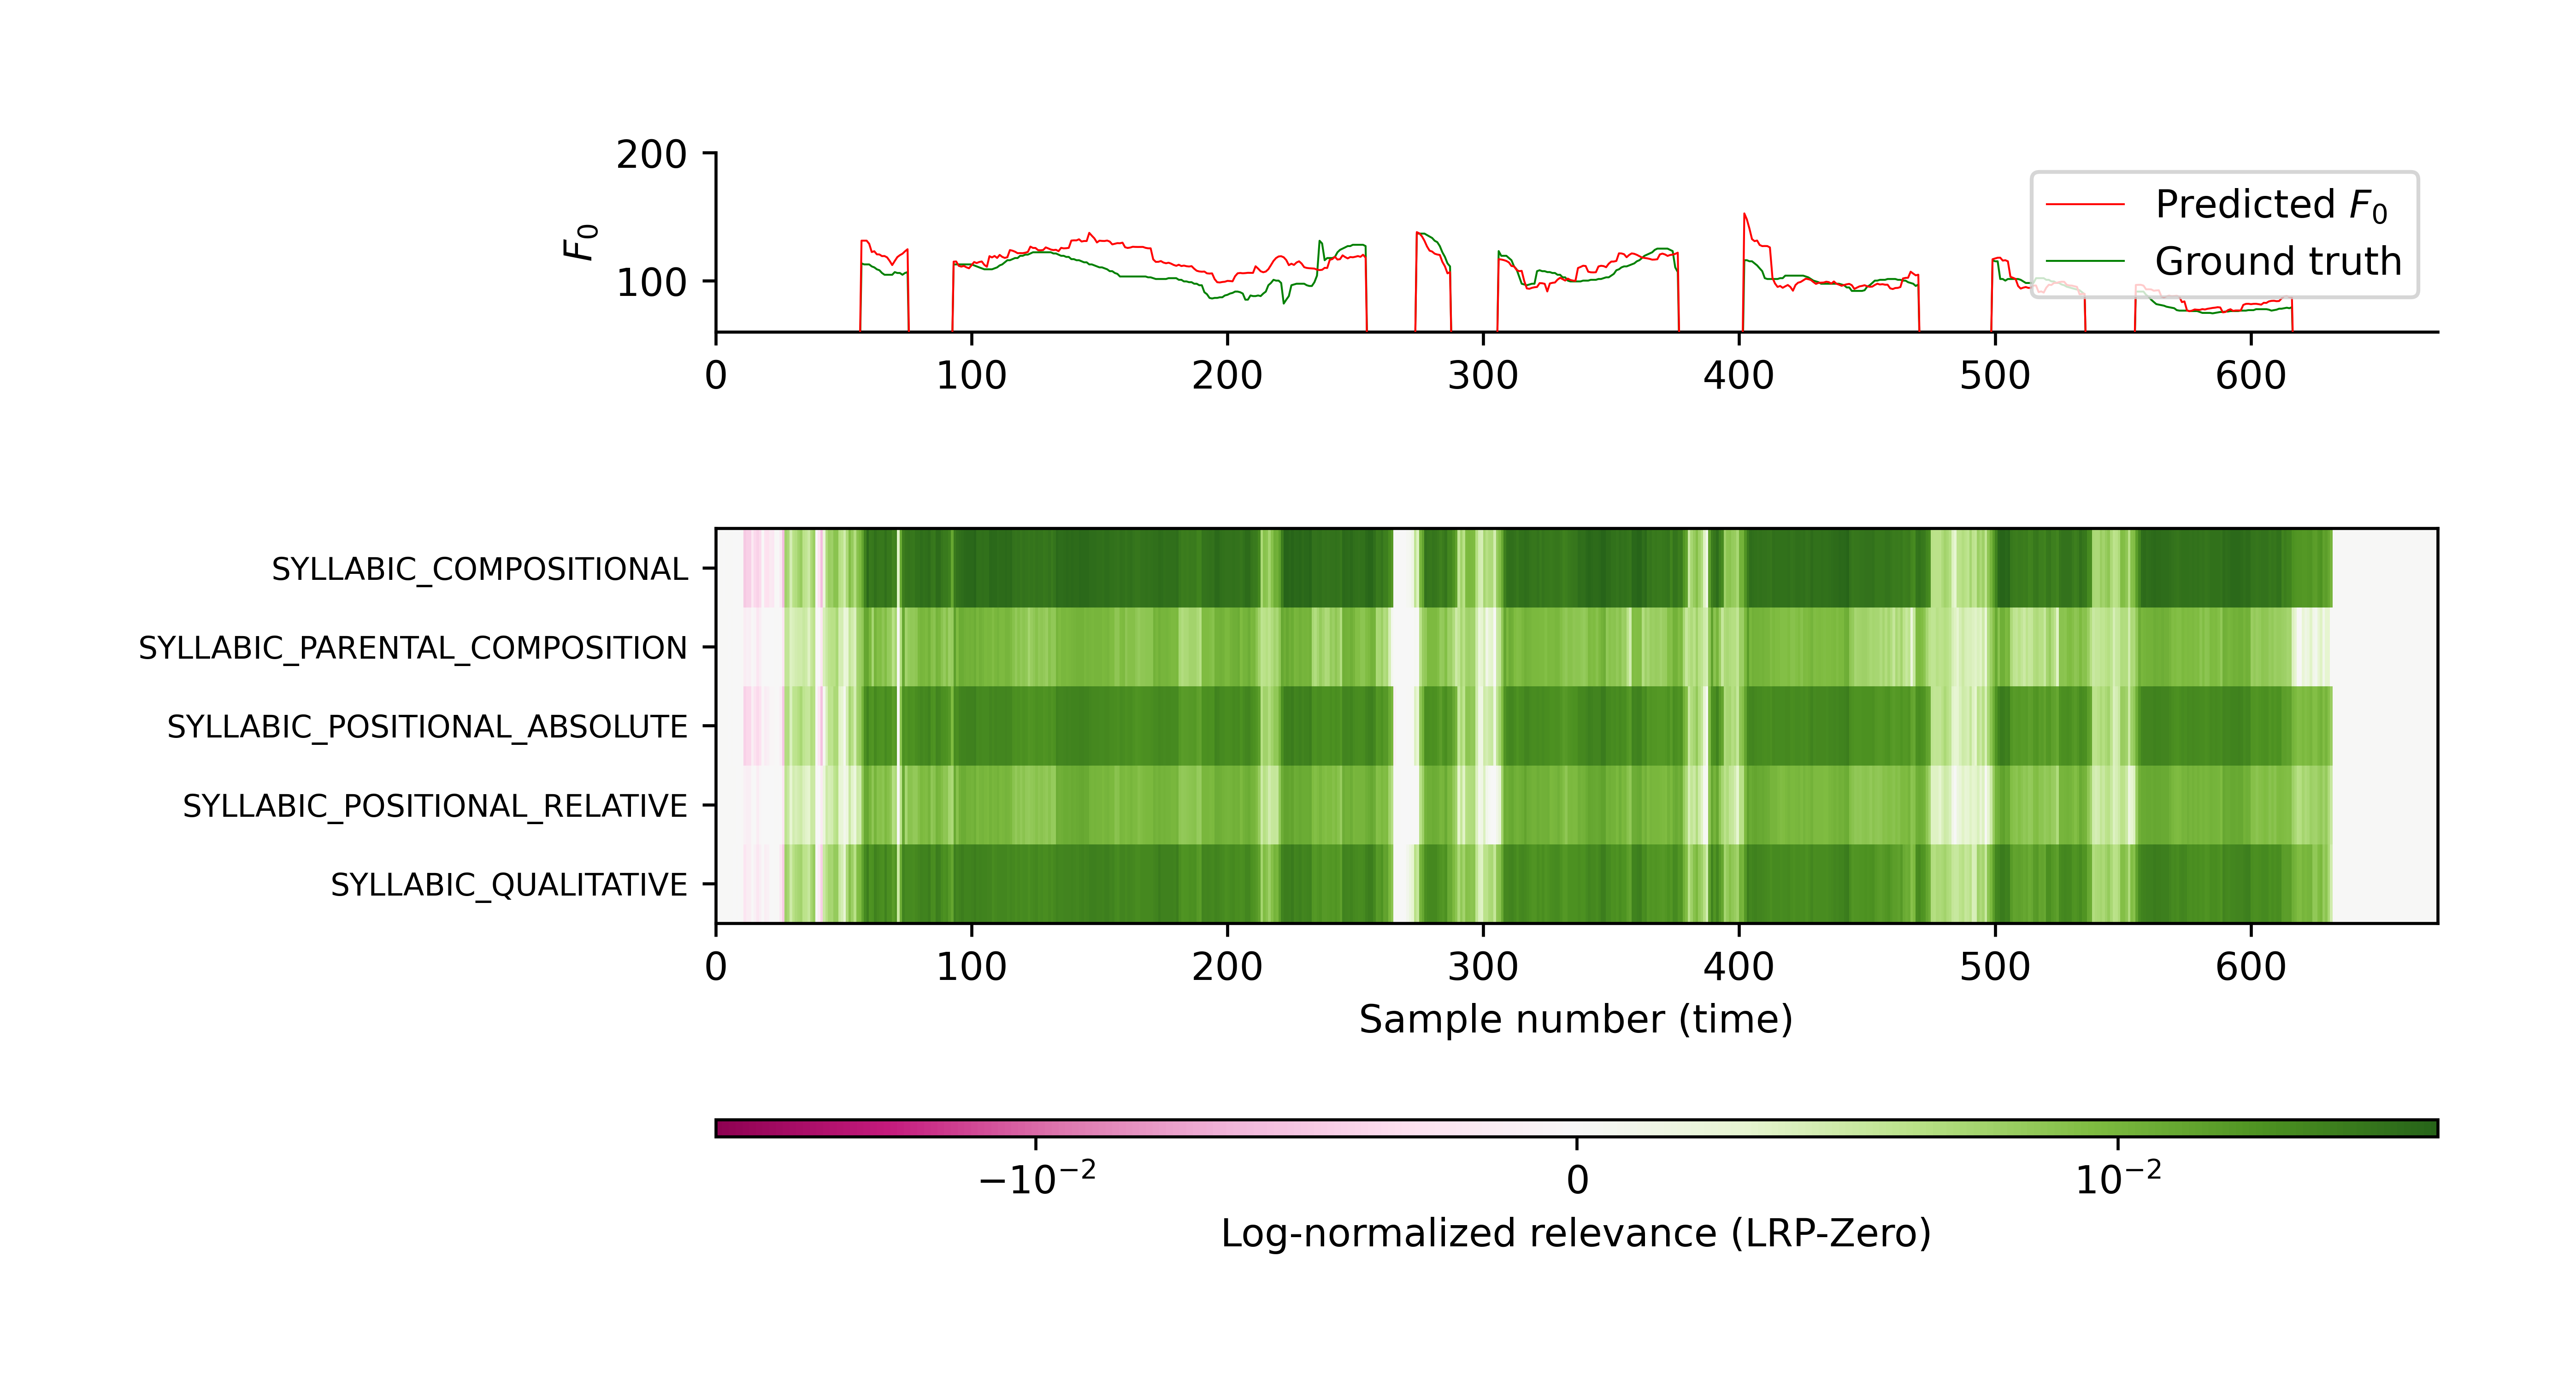 200
100
F₀
Predicted F₀
Ground truth
0 100 200 300 400 500 600
SYLLABIC_COMPOSITIONAL
SYLLABIC_PARENTAL_COMPOSITION
SYLLABIC_POSITIONAL_ABSOLUTE
SYLLABIC_POSITIONAL_RELATIVE
SYLLABIC_QUALITATIVE
0 100 200 300 400 500 600
Sample number (time)
−10⁻² 0 10⁻²
Log-normalized relevance (LRP-Zero)